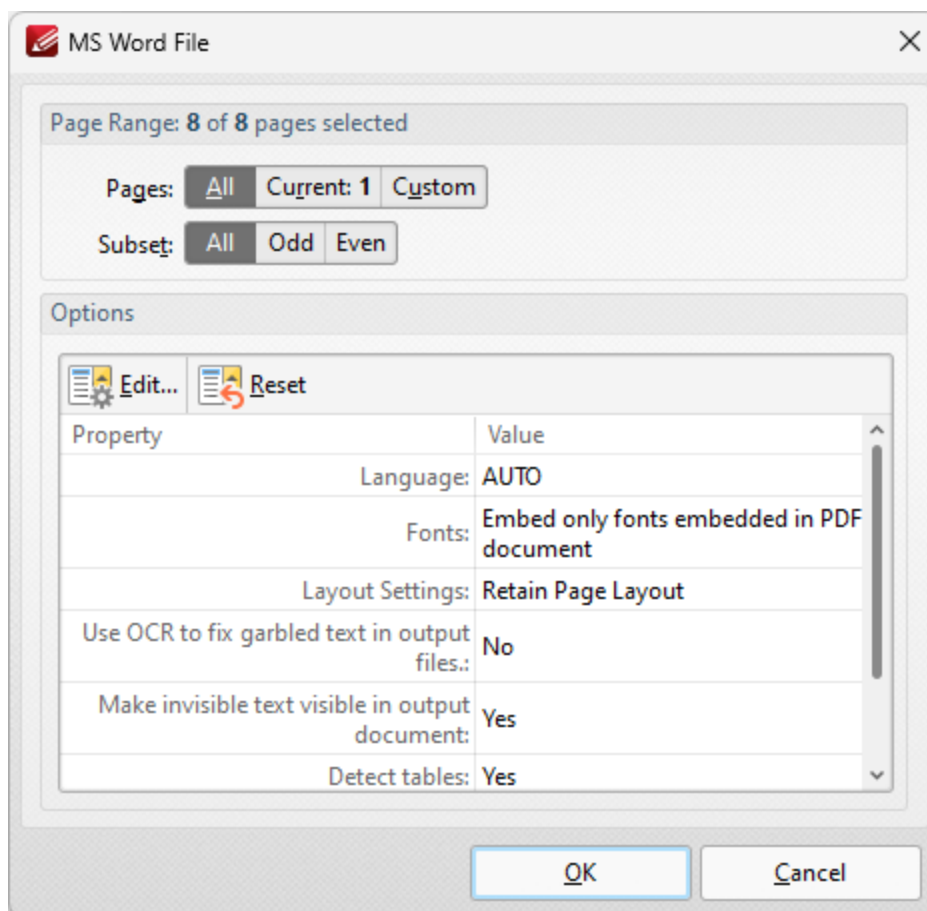 MS Word File
Page Range: 8 of 8 pages selected
Pages: All Current: 1 Custom
Subset: All Odd Even
Options
Edit... Reset
Property Value
Language: AUTO
Fonts: Embed only fonts embedded in PDF
document
Layout Settings: Retain Page Layout
Use OCR to fix garbled text in output
files.: No
Make invisible text visible in output
document: Yes
Detect tables: Yes
OK Cancel